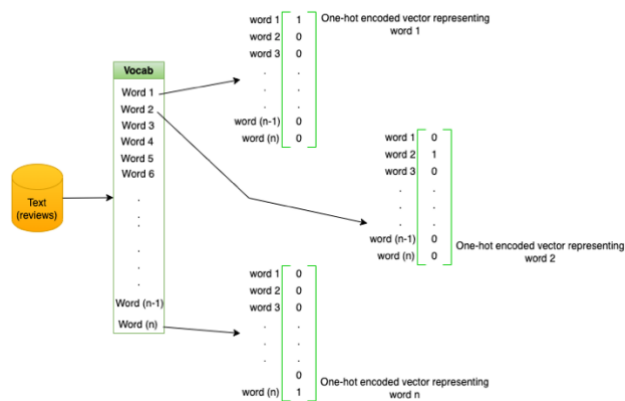 word 1 1 One-hot encoded vector representing
word 2 0 word 1
word 3 0
. .
. .
. .
word (n-1) 0
word (n) 0
Vocab
Word 1
Word 2
Word 3
Word 4
Word 5
Word 6
.
.
.
.
.
.
Word (n-1)
Word (n)
Text
(reviews)
word 1 0
word 2 1
word 3 0
. .
. .
. .
word (n-1) 0
word (n) 0
One-hot encoded vector representing
word 2
word 1 0
word 2 0
word 3 0
. .
. .
. .
0
word (n) 1
One-hot encoded vector representing
word n